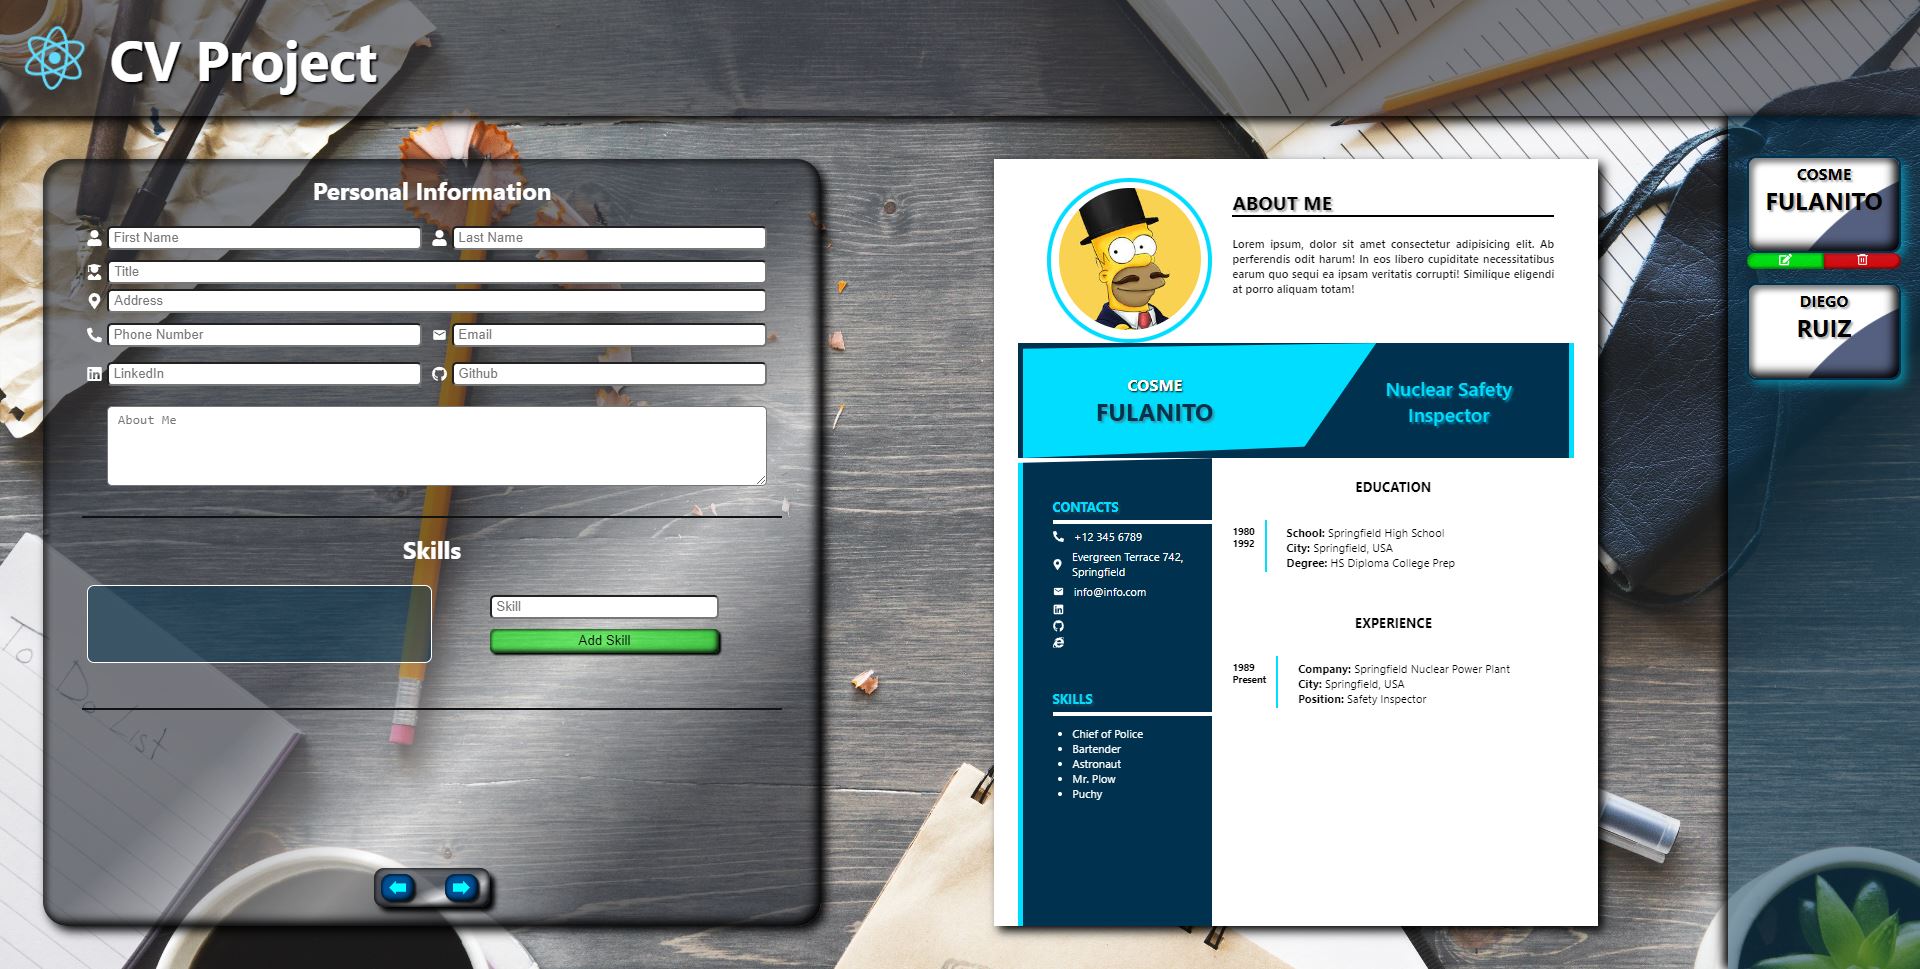 CV Project
Personal Information
First Name
Last Name
Title
Address
Phone Number
Email
LinkedIn
Github
About Me
Skills
Skill
Add Skill
To Do List
ABOUT ME
Lorem ipsum, dolor sit amet consectetur adipisicing elit. Ab
perferendis odit harum! In eos libero cupiditate necessitatibus
earum quo sequi ea ipsam veritatis corrupti! Similique eligendi
at porro aliquam totam!
COSME
FULANITO
Nuclear Safety
Inspector
CONTACTS
+12 345 6789
Evergreen Terrace 742,
Springfield
info@info.com
SKILLS
Chief of Police
Bartender
Astronaut
Mr. Plow
Puchy
EDUCATION
1980
1992
School: Springfield High School
City: Springfield, USA
Degree: HS Diploma College Prep
EXPERIENCE
1989
Present
Company: Springfield Nuclear Power Plant
City: Springfield, USA
Position: Safety Inspector
COSME
FULANITO
DIEGO
RUIZ